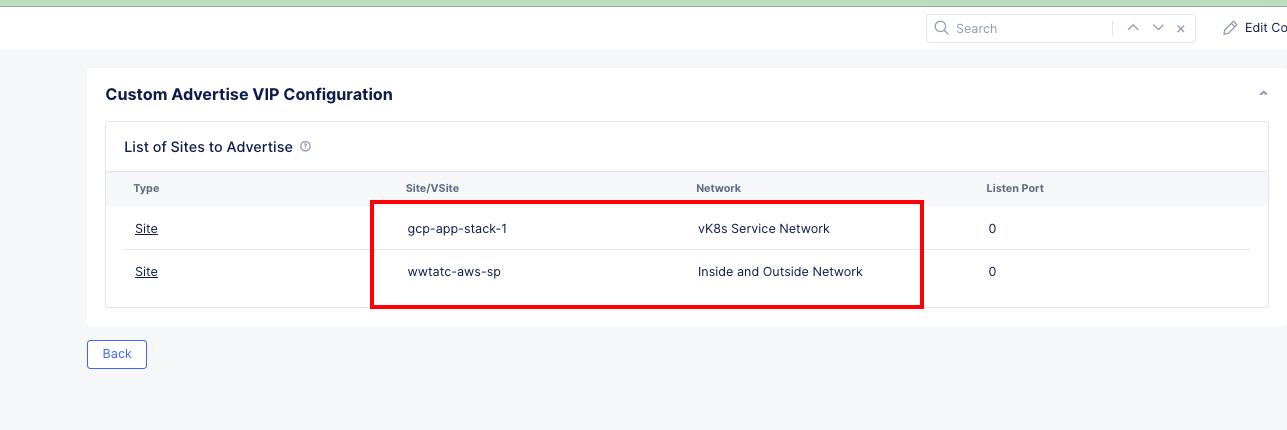 Search
Edit Co
Custom Advertise VIP Configuration
List of Sites to Advertise
Type Site/VSite Network Listen Port
Site gcp-app-stack-1 vK8s Service Network 0
Site wwtatc-aws-sp Inside and Outside Network 0
Back